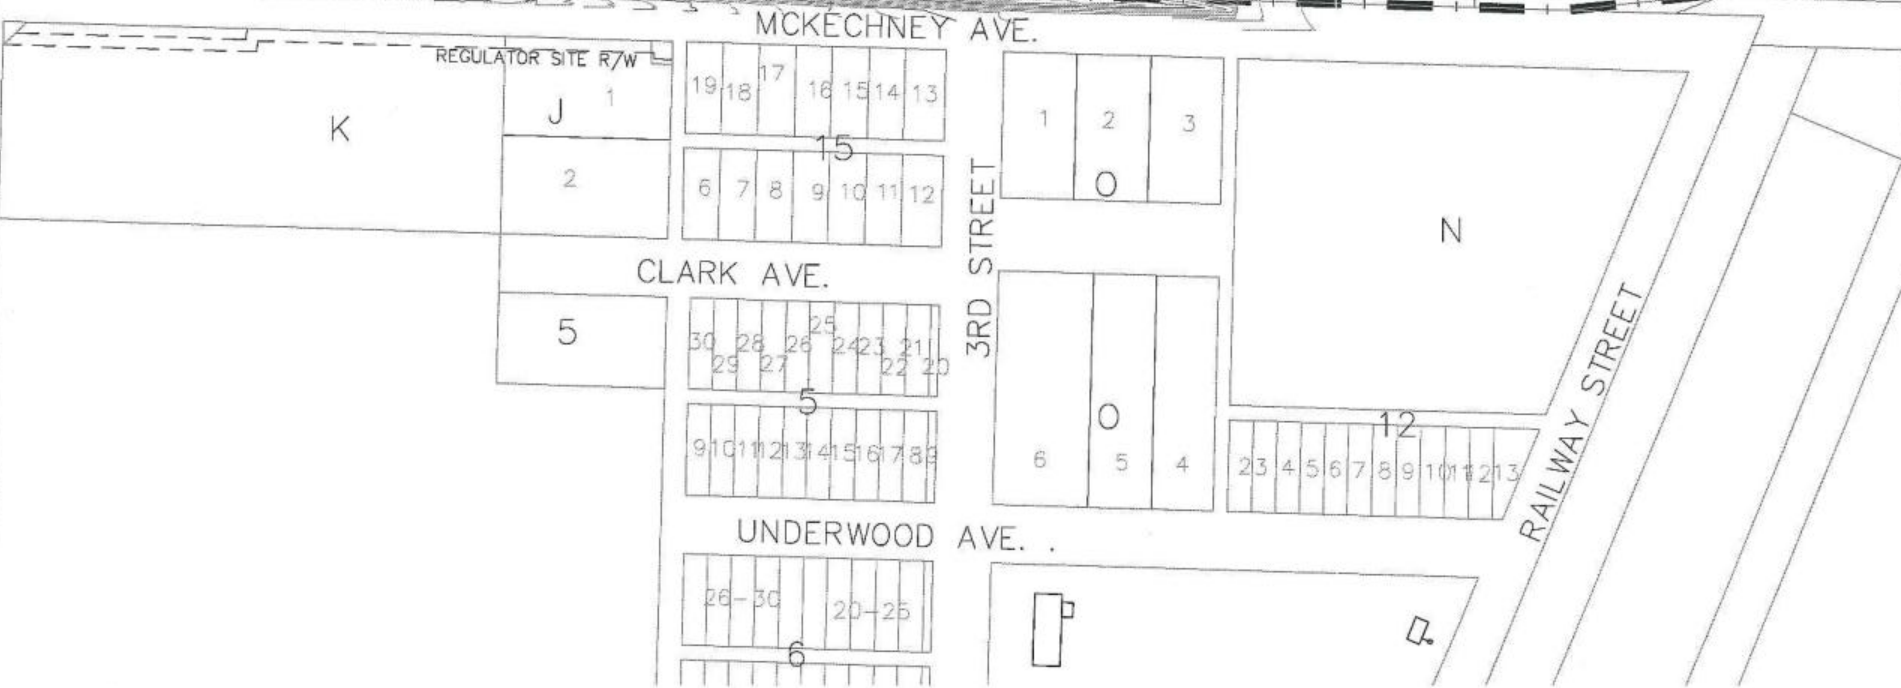 MCKECHNEY AVE.
REGULATOR SITE R/W
K
J
1
2
19 18 17 16 15 14 13
15
6 7 8 9 10 11 12
1 2 3
O
3RD STREET
N
CLARK AVE.
5
30 29 28 27 26 25 24 23 22 21 20
5
9 10 11 12 13 14 15 16 17 18
O
6 5 4
12
2 3 4 5 6 7 8 9 10 11 12 13
RAILWAY STREET
UNDERWOOD AVE. .
26-30 20-25
6